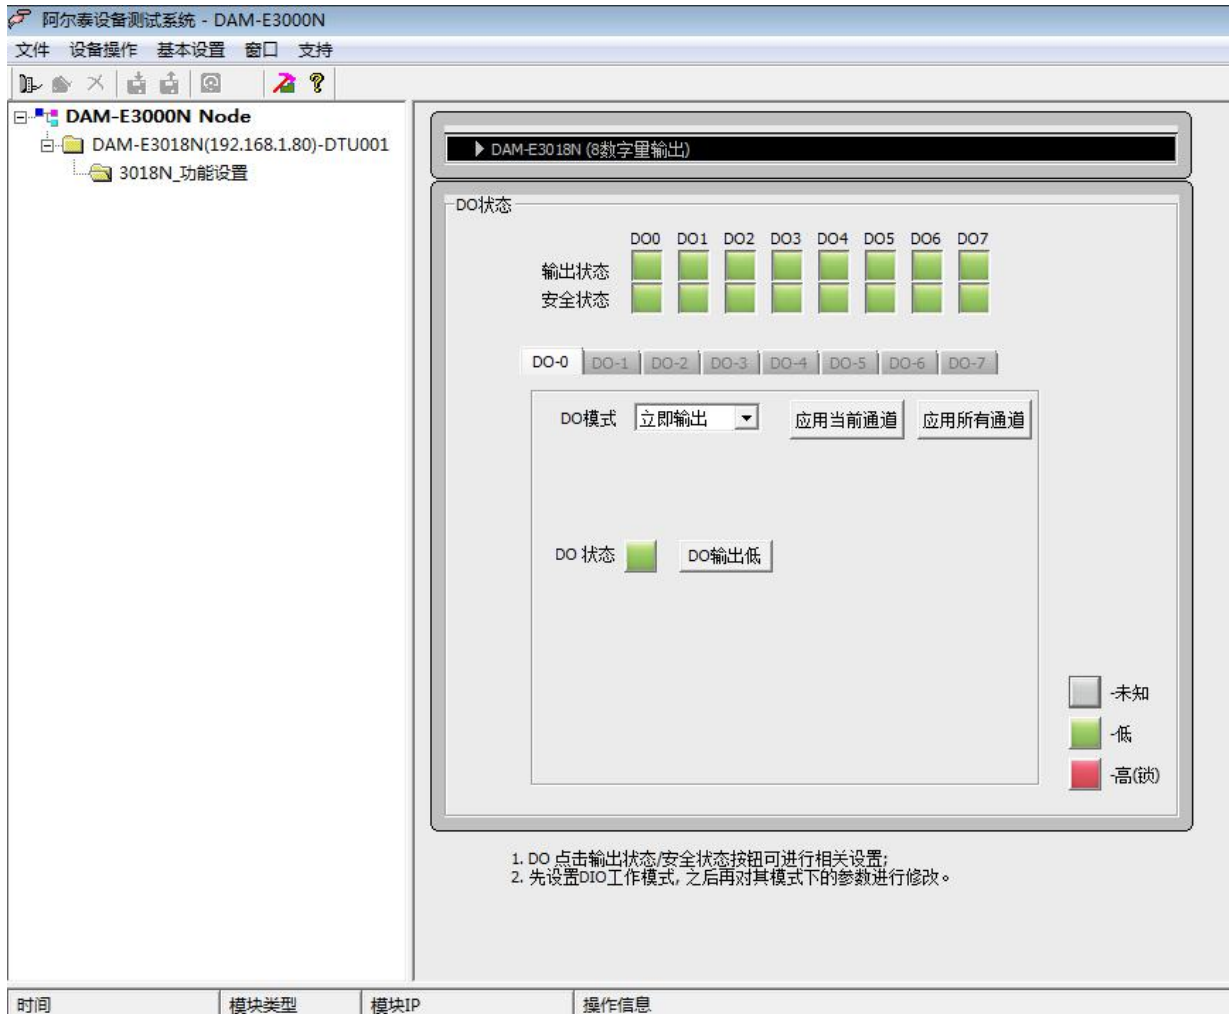 阿尔泰设备测试系统 - DAM-E3000N
文件 设备操作 基本设置 窗口 支持
DAM-E3000N Node
DAM-E3018N(192.168.1.80)-DTU001
3018N_功能设置
DAM-E3018N (8数字量输出)
DO状态
DO0 DO1 DO2 DO3 DO4 DO5 DO6 DO7
输出状态
安全状态
DO-0 DO-1 DO-2 DO-3 DO-4 DO-5 DO-6 DO-7
DO模式 立即输出 应用当前通道 应用所有通道
DO 状态 DO输出低
-未知
-低
-高(锁)
1. DO 点击输出状态/安全状态按钮可进行相关设置;
2. 先设置DIO工作模式, 之后再对其模式下的参数进行修改。
时间 模块类型 模块IP 操作信息